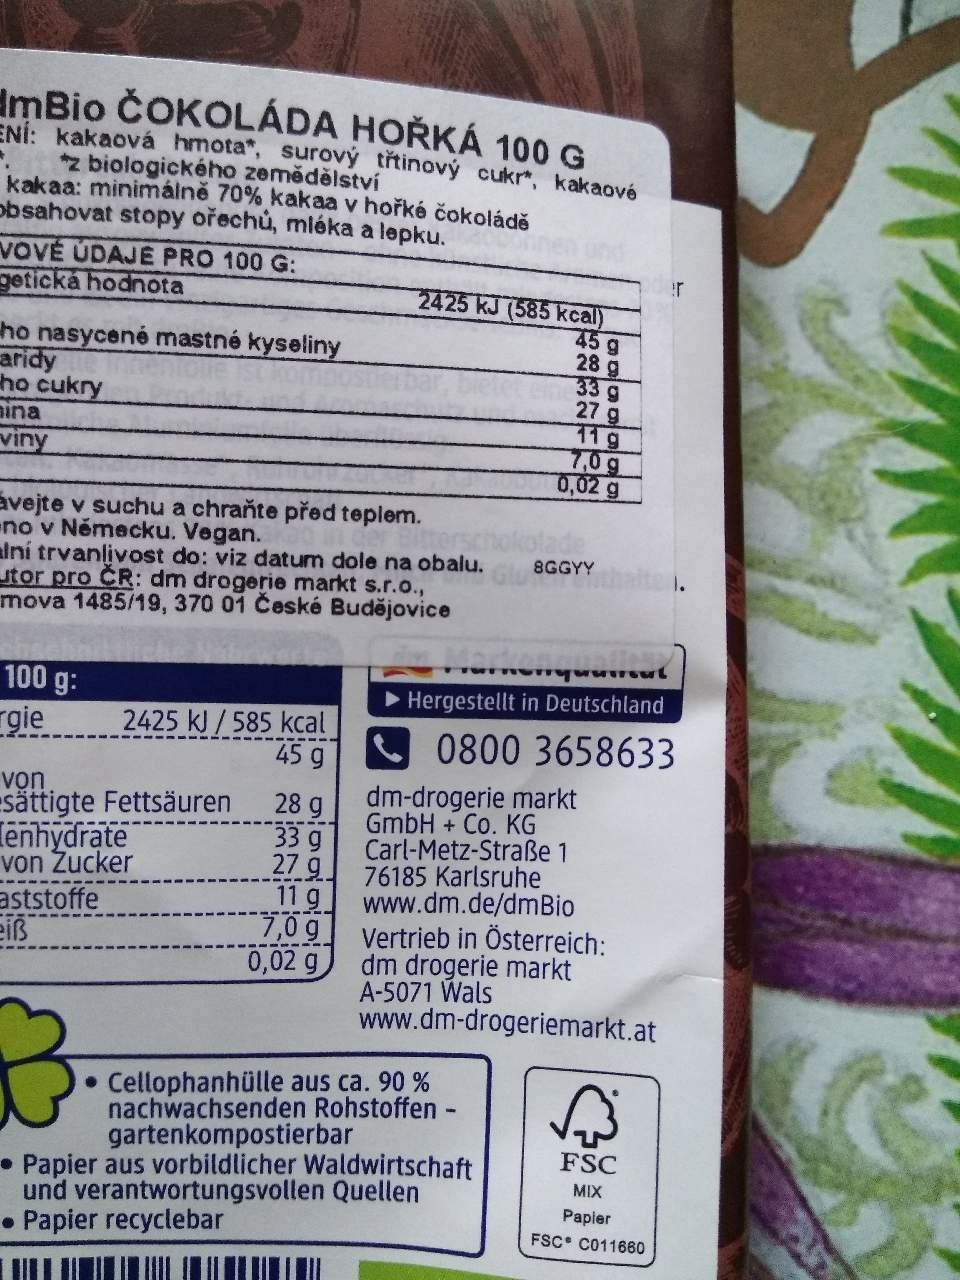 dmBio ČOKOLÁDA HOŘKÁ 100 G
ENÍ: kakaová hmota*, surový třtinový cukr*, kakaové
*. *z biologického zemědělství
kakaa: minimálně 70% kakaa v hořké čokoládě
obsahovat stopy ořechů, mléka a lepku.
VOVÉ ÚDAJE PRO 100 G:
getická hodnota 2425 kJ (585 kcal)
45 g
ho nasycené mastné kyseliny 28 g
aridy 33 g
ho cukry 27 g
nina 11 g
viny 7,0 g
0,02 g
ávejte v suchu a chraňte před teplem.
eno v Německu. Vegan.
alní trvanlivost do: viz datum dole na obalu. 8GGYY
utor pro ČR: dm drogerie markt s.r.o.,
mova 1485/19, 370 01 České Budějovice
100 g:
rgie 2425 kJ / 585 kcal
45 g
von
esättigte Fettsäuren 28 g
lenhydrate 33 g
von Zucker 27 g
aststoffe 11 g
eiß 7,0 g
0,02 g
dm Markenqualität
Hergestellt in Deutschland
0800 3658633
dm-drogerie markt
GmbH + Co. KG
Carl-Metz-Straße 1
76185 Karlsruhe
www.dm.de/dmBio
Vertrieb in Österreich:
dm drogerie markt
A-5071 Wals
www.dm-drogeriemarkt.at
• Cellophanhülle aus ca. 90 %
nachwachsenden Rohstoffen -
gartenkompostierbar
• Papier aus vorbildlicher Waldwirtschaft
und verantwortungsvollen Quellen
• Papier recyclebar
FSC
MIX
Papier
FSC® C011660